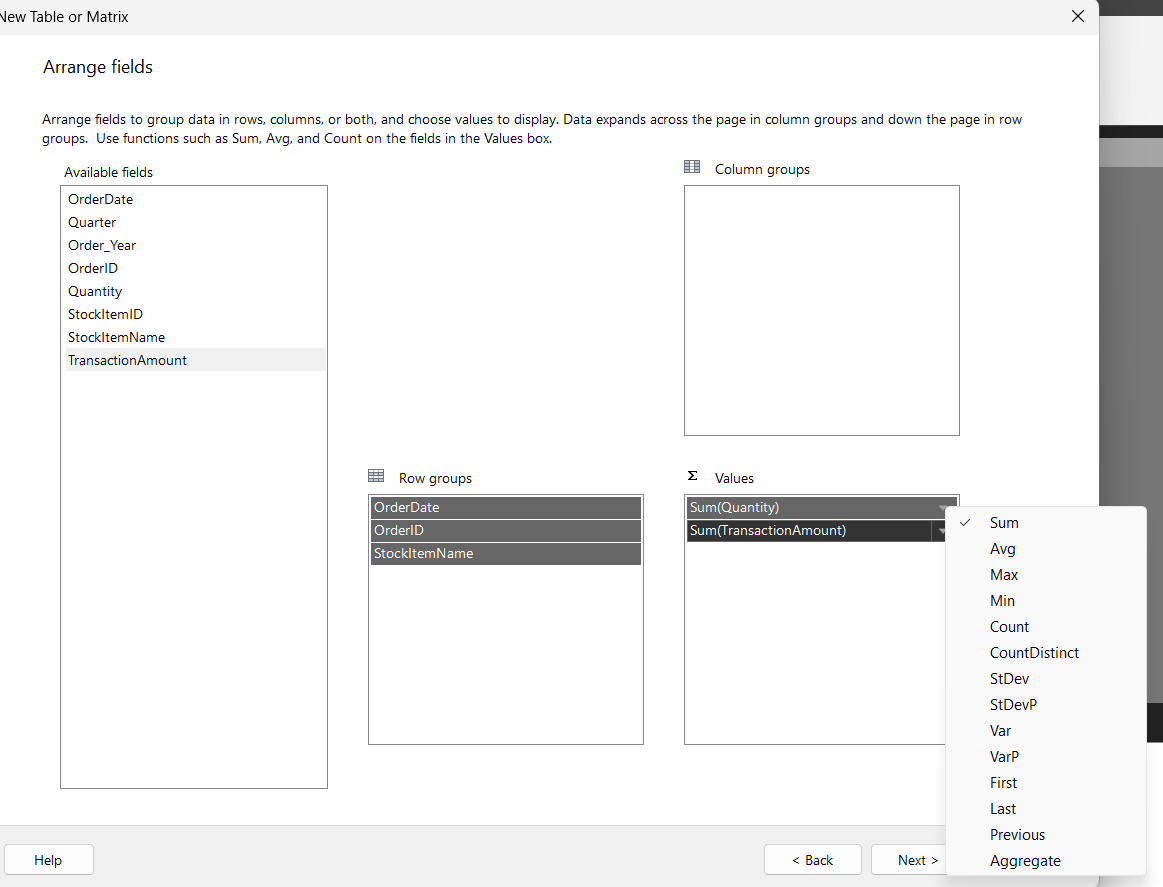 New Table or Matrix
Arrange fields
Arrange fields to group data in rows, columns, or both, and choose values to display. Data expands across the page in column groups and down the page in row
groups.  Use functions such as Sum, Avg, and Count on the fields in the Values box.
Available fields
OrderDate
Quarter
Order_Year
OrderID
Quantity
StockItemID
StockItemName
TransactionAmount
Column groups
Row groups
OrderDate
OrderID
StockItemName
Σ Values
Sum(Quantity)
Sum(TransactionAmount)
Sum
Avg
Max
Min
Count
CountDistinct
StDev
StDevP
Var
VarP
First
Last
Previous
Aggregate
Help
< Back
Next >